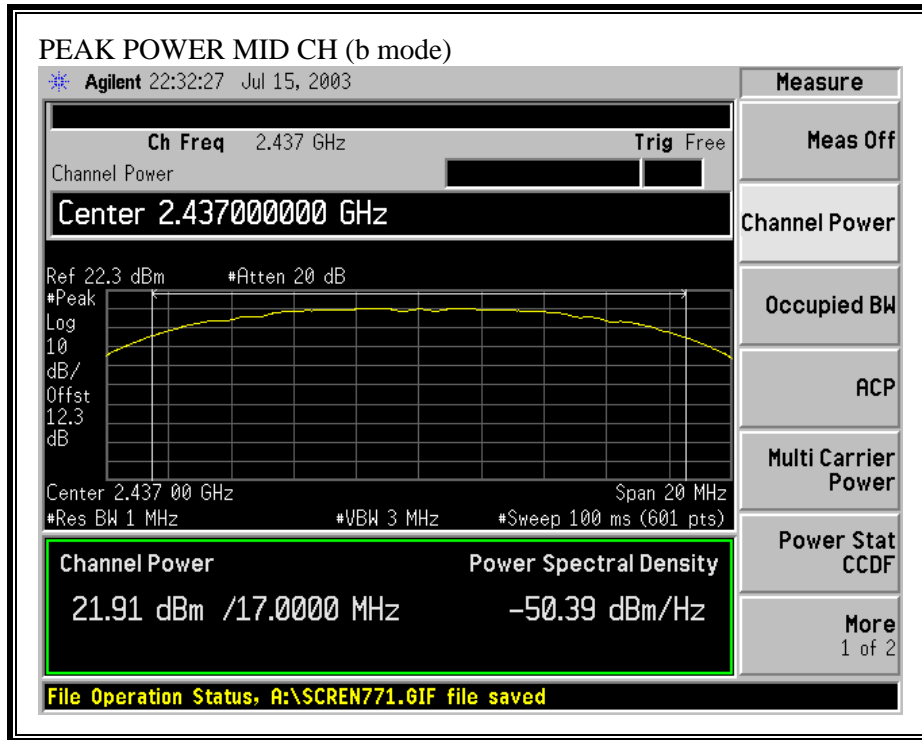 PEAK POWER MID CH (b mode)
Agilent 22:32:27 Jul 15, 2003
Measure
Ch Freq 2.437 GHz Trig Free
Meas Off
Channel Power
Center 2.437000000 GHz
Channel Power
Ref 22.3 dBm #Atten 20 dB
#Peak
Log
10
dB/
Offst
12.3
dB
Occupied BW
ACP
Multi Carrier
Power
Center 2.437 00 GHz Span 20 MHz
#Res BW 1 MHz #VBW 3 MHz #Sweep 100 ms (601 pts)
Power Stat
CCDF
Channel Power Power Spectral Density
21.91 dBm /17.0000 MHz -50.39 dBm/Hz
More
1 of 2
File Operation Status, A:\SCREN771.GIF file saved